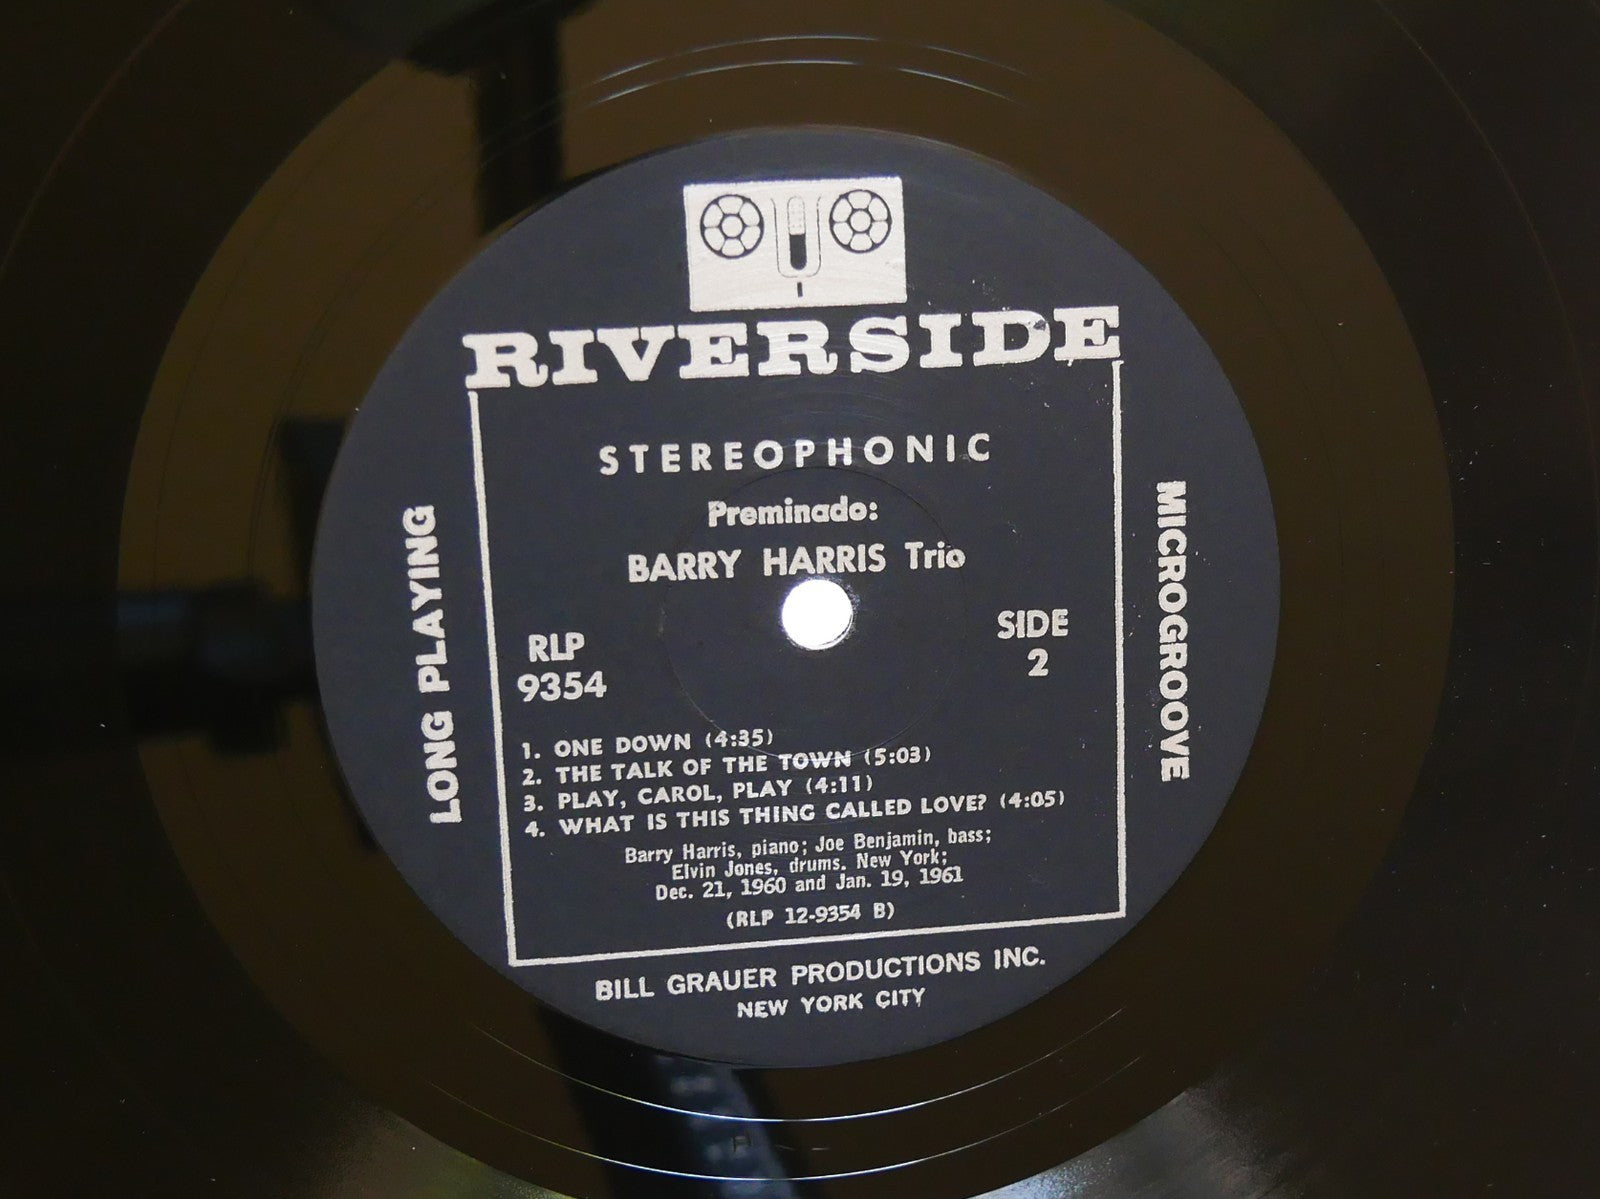 RIVERSIDE
STEREOPHONIC
Preminado:
BARRY HARRIS Trio
RLP
9354
SIDE
2
LONG PLAYING
MICROGROOVE
1. ONE DOWN (4:35)
2. THE TALK OF THE TOWN (5:03)
3. PLAY, CAROL, PLAY (4:11)
4. WHAT IS THIS THING CALLED LOVE? (4:05)
Barry Harris, piano; Joe Benjamin, bass;
Elvin Jones, drums. New York;
Dec. 21, 1960 and Jan. 19, 1961
(RLP 12-9354 B)
BILL GRAUER PRODUCTIONS INC.
NEW YORK CITY